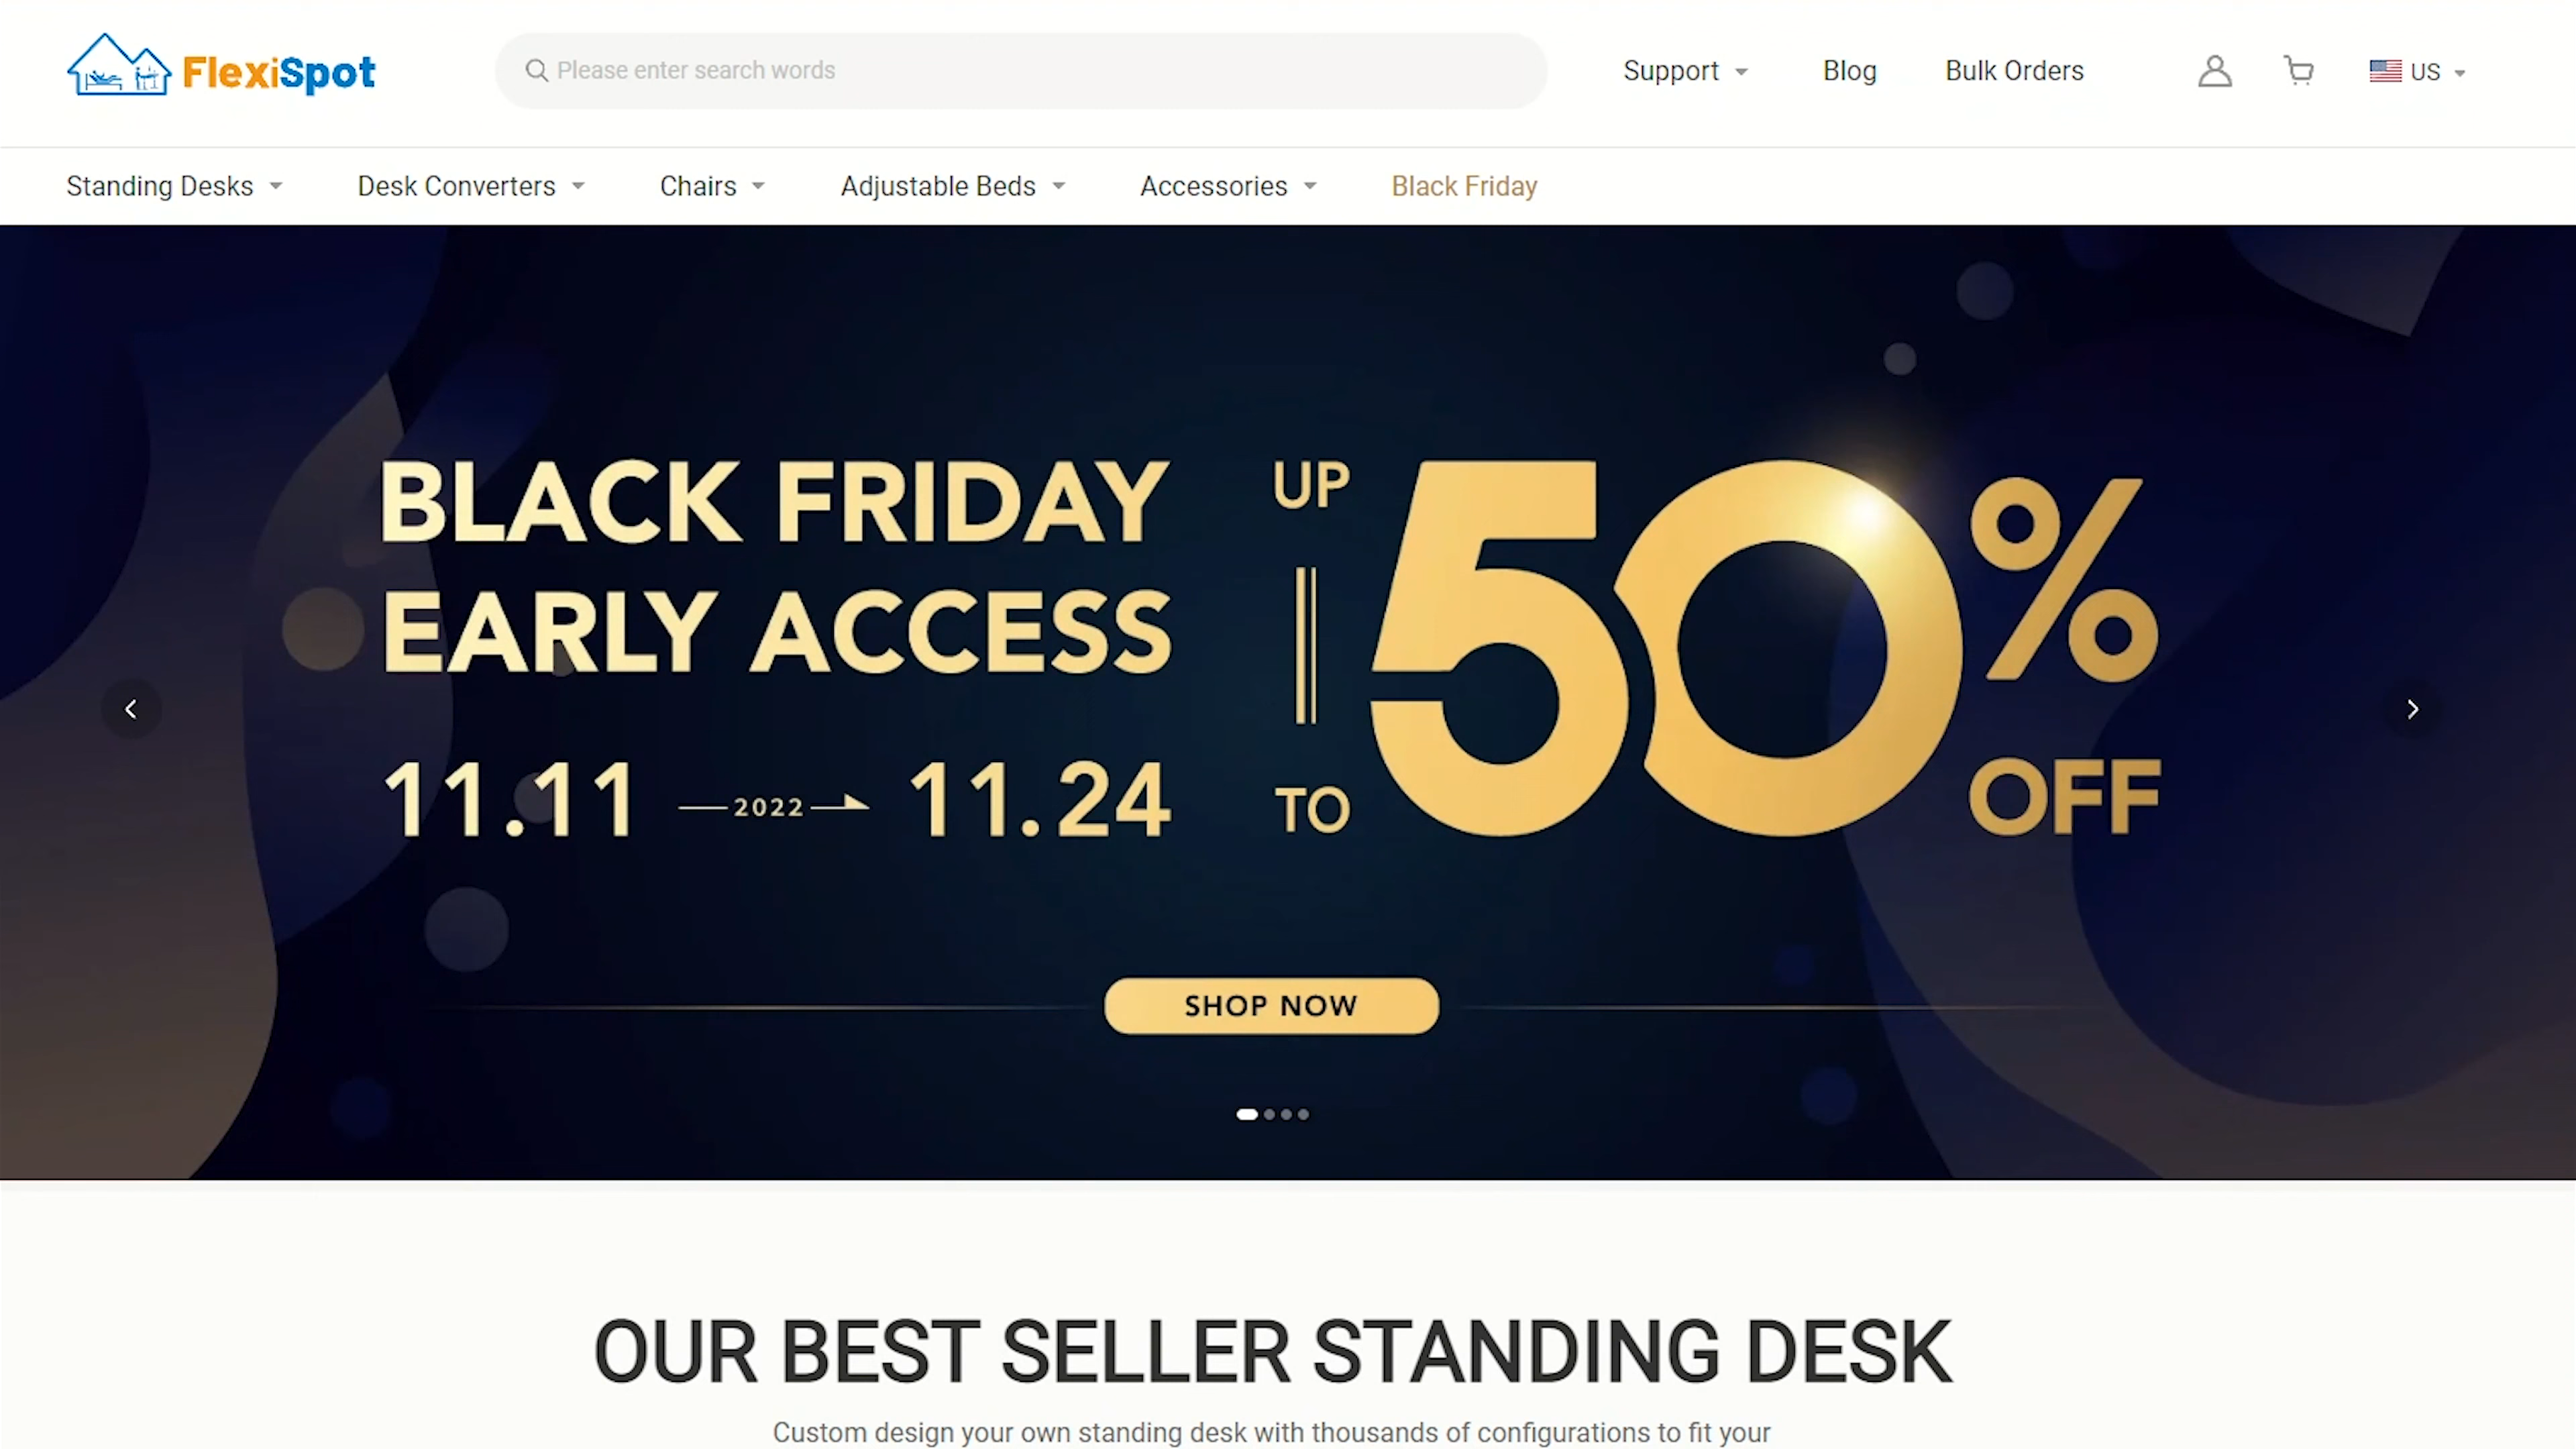 FlexiSpot
Please enter search words
Support
Blog
Bulk Orders
US
Standing Desks
Desk Converters
Chairs
Adjustable Beds
Accessories
Black Friday
BLACK FRIDAY
EARLY ACCESS
11.11 2022 11.24
UP
TO
50%
OFF
SHOP NOW
OUR BEST SELLER STANDING DESK
Custom design your own standing desk with thousands of configurations to fit your